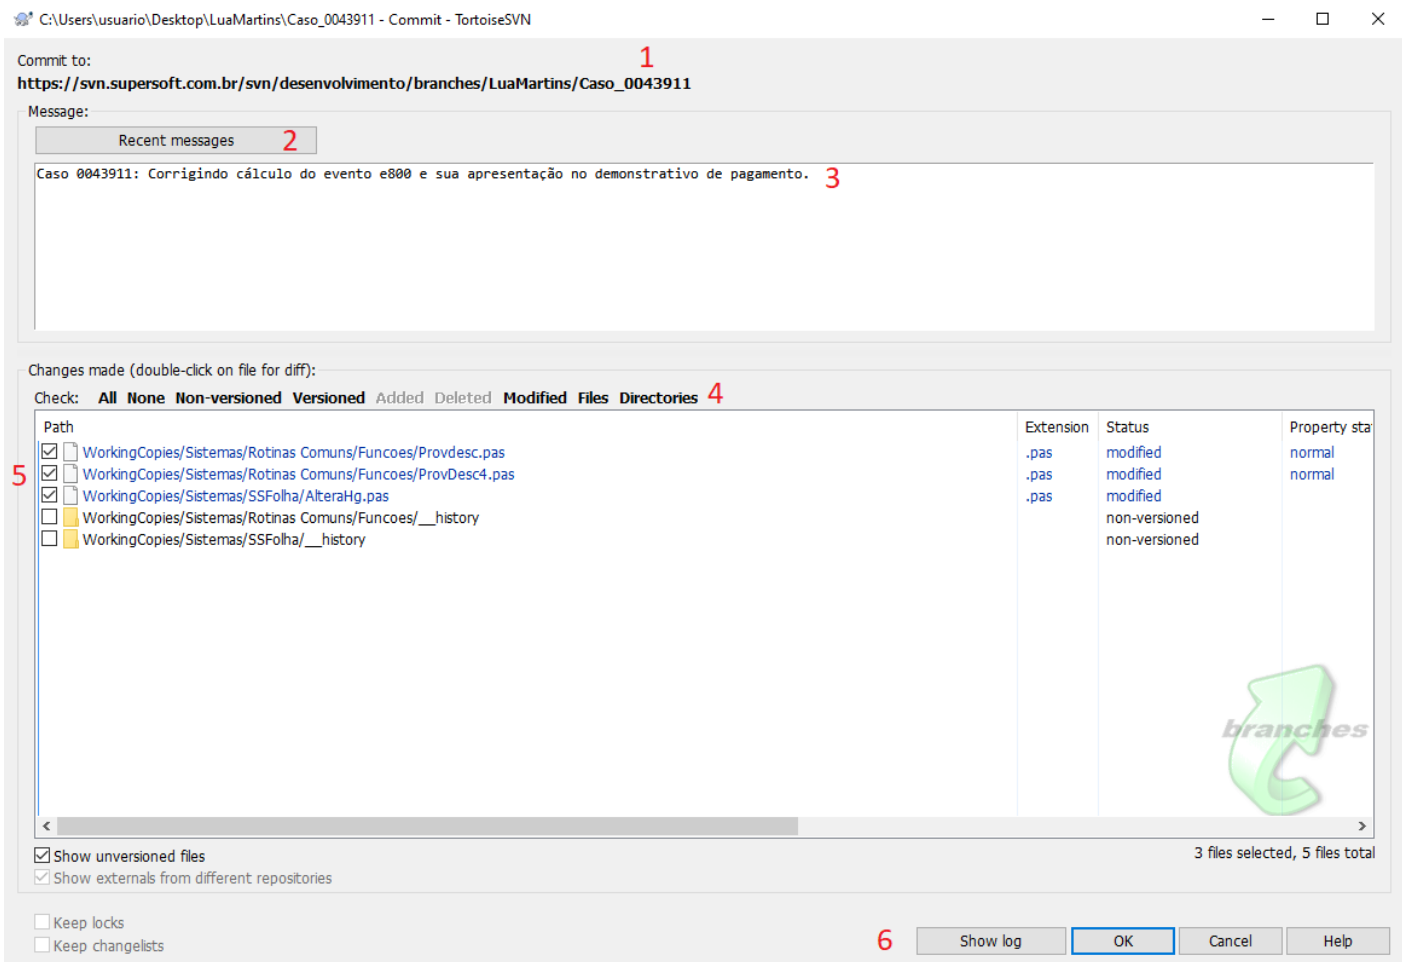 C:\Users\usuario\Desktop\LuaMartins\Caso_0043911 - Commit - TortoiseSVN
Commit to:
1
https://svn.supersoft.com.br/svn/desenvolvimento/branches/LuaMartins/Caso_0043911
Message:
Recent messages 2
Caso 0043911: Corrigindo cálculo do evento e800 e sua apresentação no demonstrativo de pagamento. 3
Changes made (double-click on file for diff):
Check: All None Non-versioned Versioned Added Deleted Modified Files Directories 4
Path Extension Status Property sta
WorkingCopies/Sistemas/Rotinas Comuns/Funcoes/Provdesc.pas .pas modified normal
5 WorkingCopies/Sistemas/Rotinas Comuns/Funcoes/ProvDesc4.pas .pas modified normal
WorkingCopies/Sistemas/SSFolha/AlteraHg.pas .pas modified
WorkingCopies/Sistemas/Rotinas Comuns/Funcoes/__history non-versioned
WorkingCopies/Sistemas/SSFolha/__history non-versioned
branches
Show unversioned files 3 files selected, 5 files total
Show externals from different repositories
Keep locks
Keep changelists
6 Show log OK Cancel Help